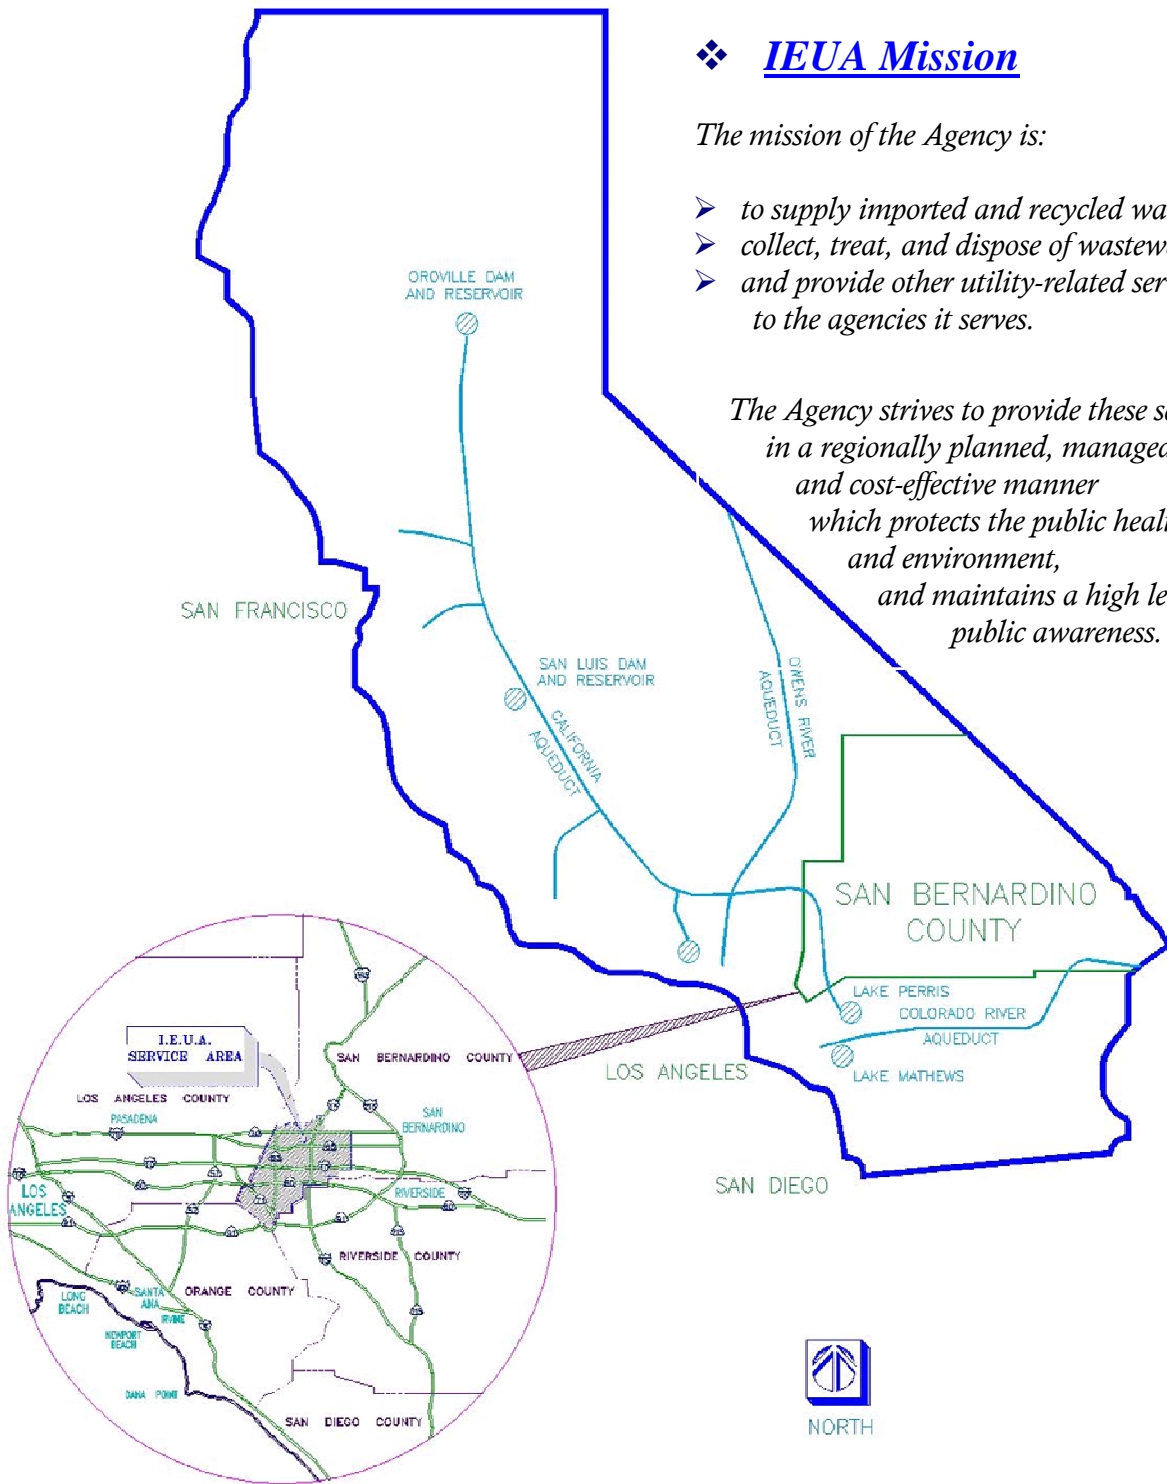 ❖ IEUA Mission
The mission of the Agency is:
➢ to supply imported and recycled
➢ collect, treat, and dispose of
➢ and provide other utility-related
to the agencies it serves.
The Agency strives to provide these
in a regionally planned, managed
and cost-effective manner
which protects the public
and environment,
and maintains a high
public awareness.
OROVILLE DAM
AND RESERVOIR
SAN FRANCISCO
SAN LUIS DAM
AND RESERVOIR
CALIFORNIA
AQUEDUCT
OWENS RIVER
AQUEDUCT
SAN BERNARDINO
COUNTY
LAKE PERRIS
COLORADO RIVER
AQUEDUCT
LAKE MATHEWS
LOS ANGELES
SAN DIEGO
I.E.U.A.
SERVICE AREA
SAN BERNARDINO COUNTY
LOS ANGELES COUNTY
PASADENA
SAN
BERNARDINO
LOS
ANGELES
RIVERSIDE
RIVERSIDE COUNTY
ORANGE COUNTY
LONG
BEACH
SANTA
ANA
IRVINE
NEWPORT
BEACH
DANA POINT
SAN DIEGO COUNTY
NORTH